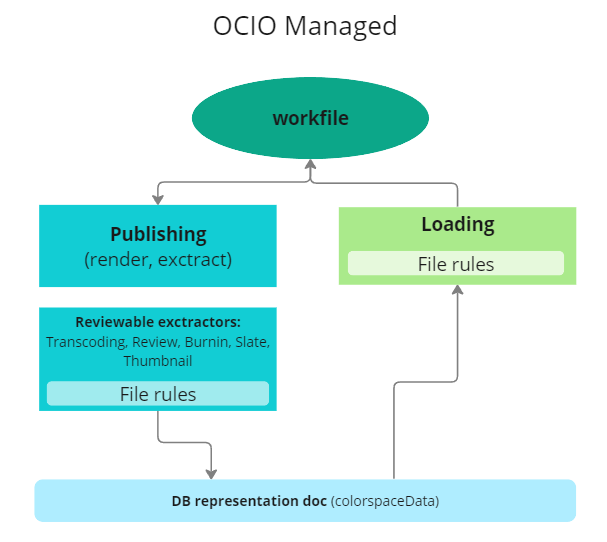 OCIO Managed
workfile
Publishing
(render, exctract)
Loading
File rules
Reviewable exctractors:
Transcoding, Review, Burnin, Slate,
Thumbnail
File rules
DB representation doc (colorspaceData)